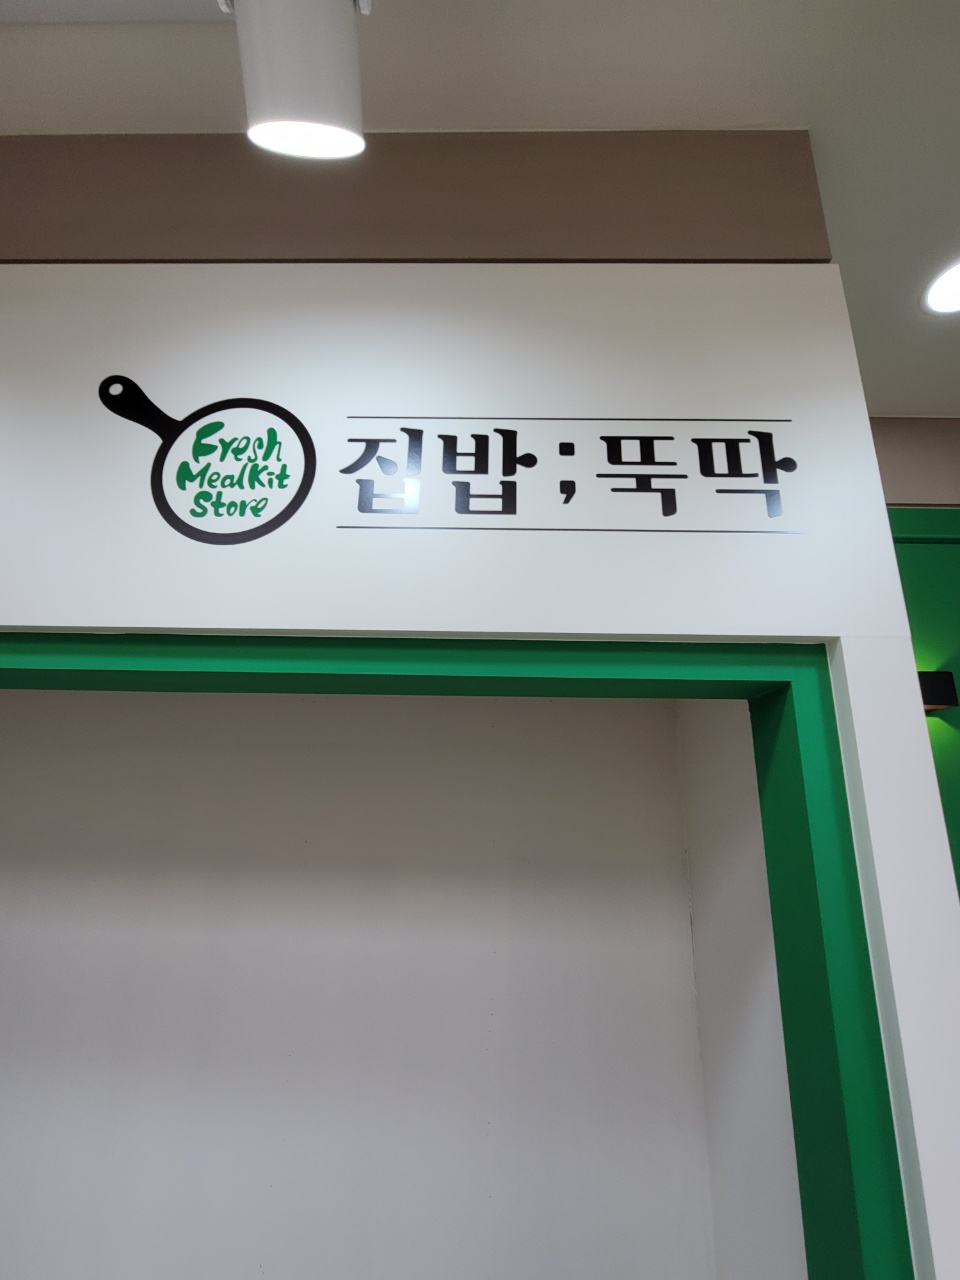 Fresh
MealKit
Store
집밥;뚝딱